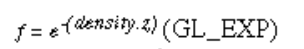 f = e^-(density.z) (GL_EXP)